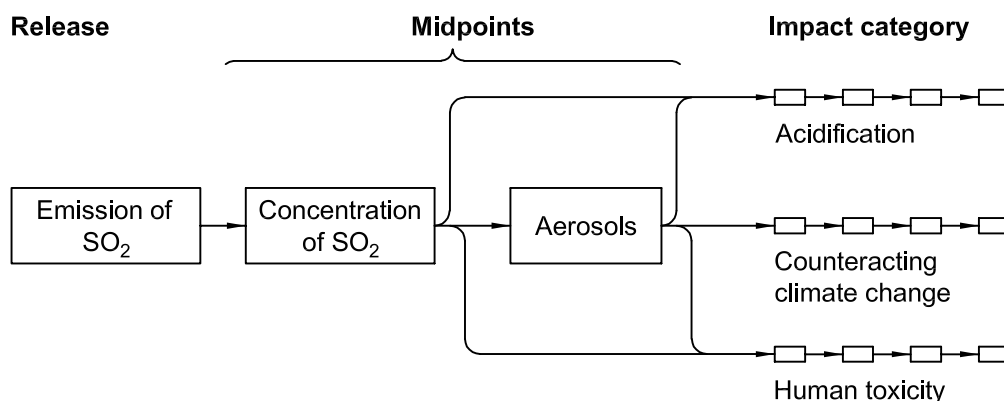 Release
Midpoints
Impact category
Acidification
Emission of
SO₂
Concentration
of SO₂
Aerosols
Counteracting
climate change
Human toxicity